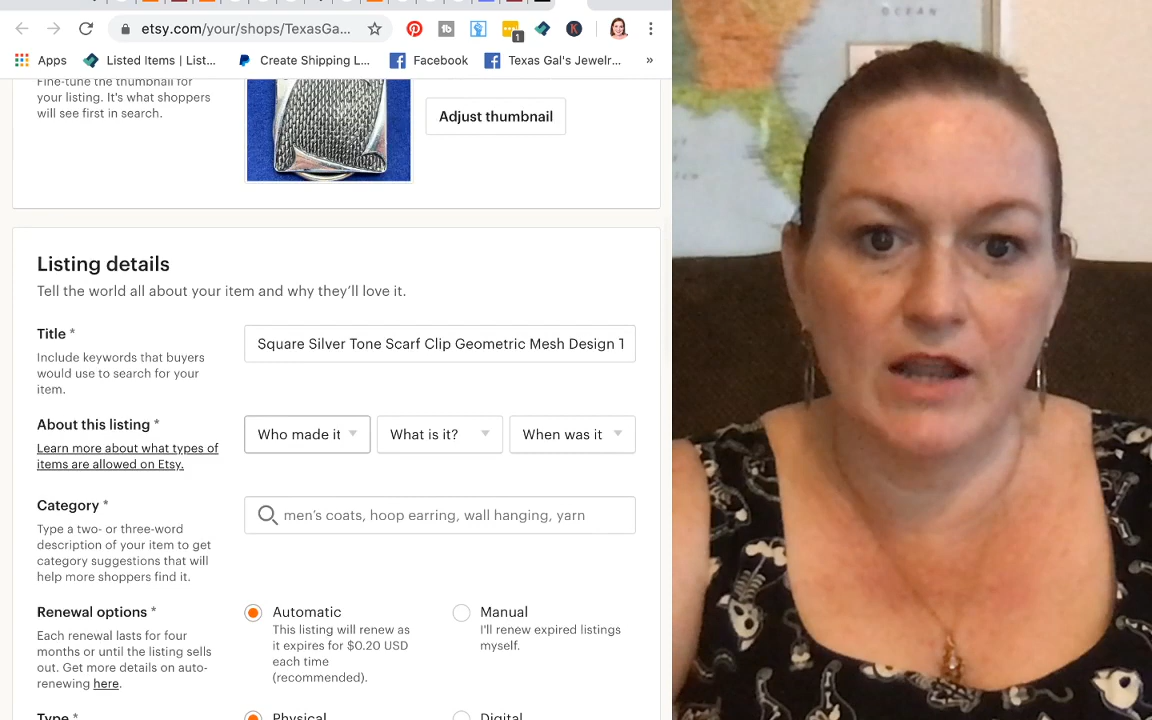 etsy.com/your/shops/TexasGa...
1
Apps
Listed Items | List...
Create Shipping L...
Facebook
Texas Gal's Jewelr...
»
Fine-tune the thumbnail for
your listing. It's what shoppers
will see first in search.
Adjust thumbnail
Listing details
Tell the world all about your item and why they'll love it.
Title *
Include keywords that buyers
would use to search for your
item.
Square Silver Tone Scarf Clip Geometric Mesh Design T
About this listing *
Learn more about what types of
items are allowed on Etsy.
Who made it
What is it?
When was it
Category *
Type a two- or three-word
description of your item to get
category suggestions that will
help more shoppers find it.
men's coats, hoop earring, wall hanging, yarn
Renewal options *
Each renewal lasts for four
months or until the listing sells
out. Get more details on auto-
renewing here.
Automatic
This listing will renew as
it expires for $0.20 USD
each time
(recommended).
Manual
I'll renew expired listings
myself.
Type *
Physical
Digital
OCEAN